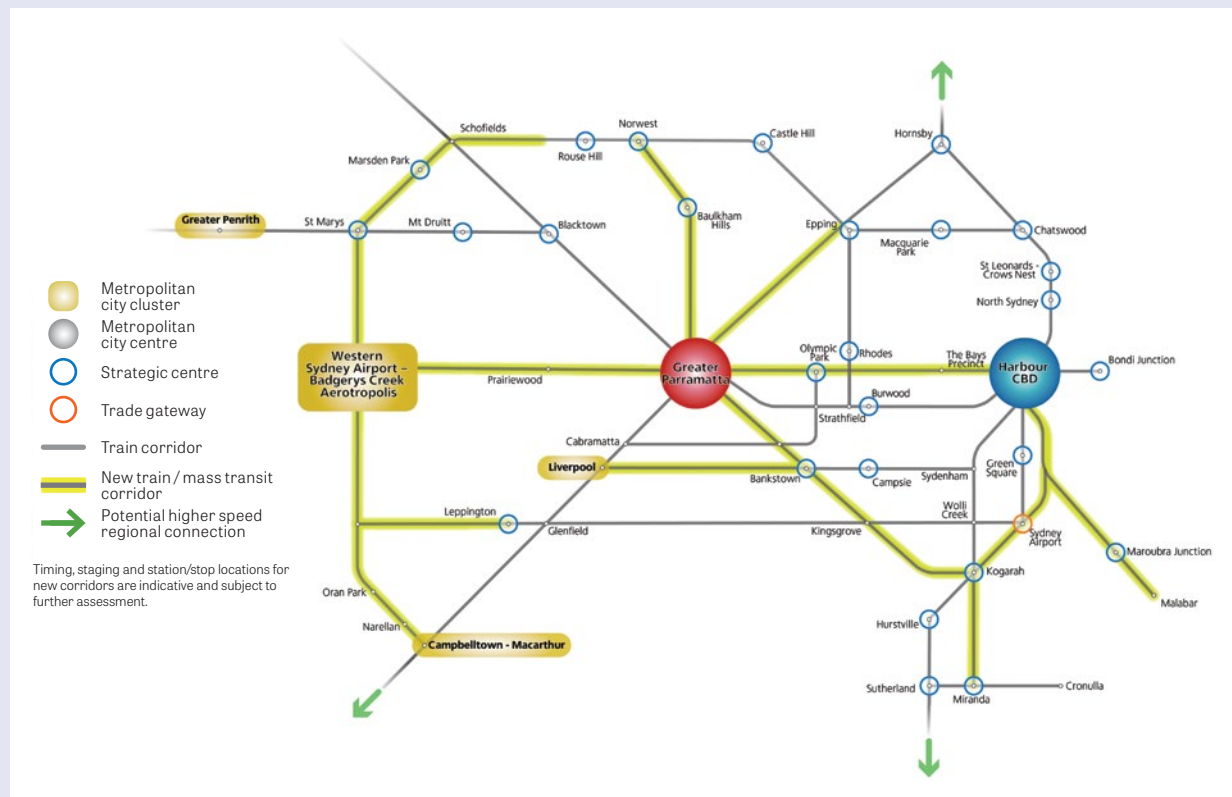 Schofields
Norwest
Castle Hill
Hornsby
Rouse Hill
Marsden Park
Greater Penrith
St Marys
Mt Druitt
Blacktown
Baulkham
Hills
Epping
Macquarie
Park
Chatswood
St Leonards -
Crows Nest
North Sydney
Metropolitan
city cluster
Metropolitan
city centre
Strategic centre
Trade gateway
Train corridor
New train / mass transit
corridor
Potential higher speed
regional connection
Timing, staging and station/stop locations for
new corridors are indicative and subject to
further assessment.
Western
Sydney Airport –
Badgerys Creek
Aerotropolis
Prairiewood
Greater
Parramatta
Olympic
Park
Rhodes
The Bays
Precinct
Harbour
CBD
Bondi Junction
Burwood
Strathfield
Cabramatta
Liverpool
Bankstown
Campsie
Sydenham
Green
Square
Leppington
Glenfield
Kingsgrove
Wolli
Creek
Sydney
Airport
Maroubra Junction
Kogarah
Malabar
Oran Park
Narellan
Campbelltown - Macarthur
Hurstville
Sutherland
Miranda
Cronulla